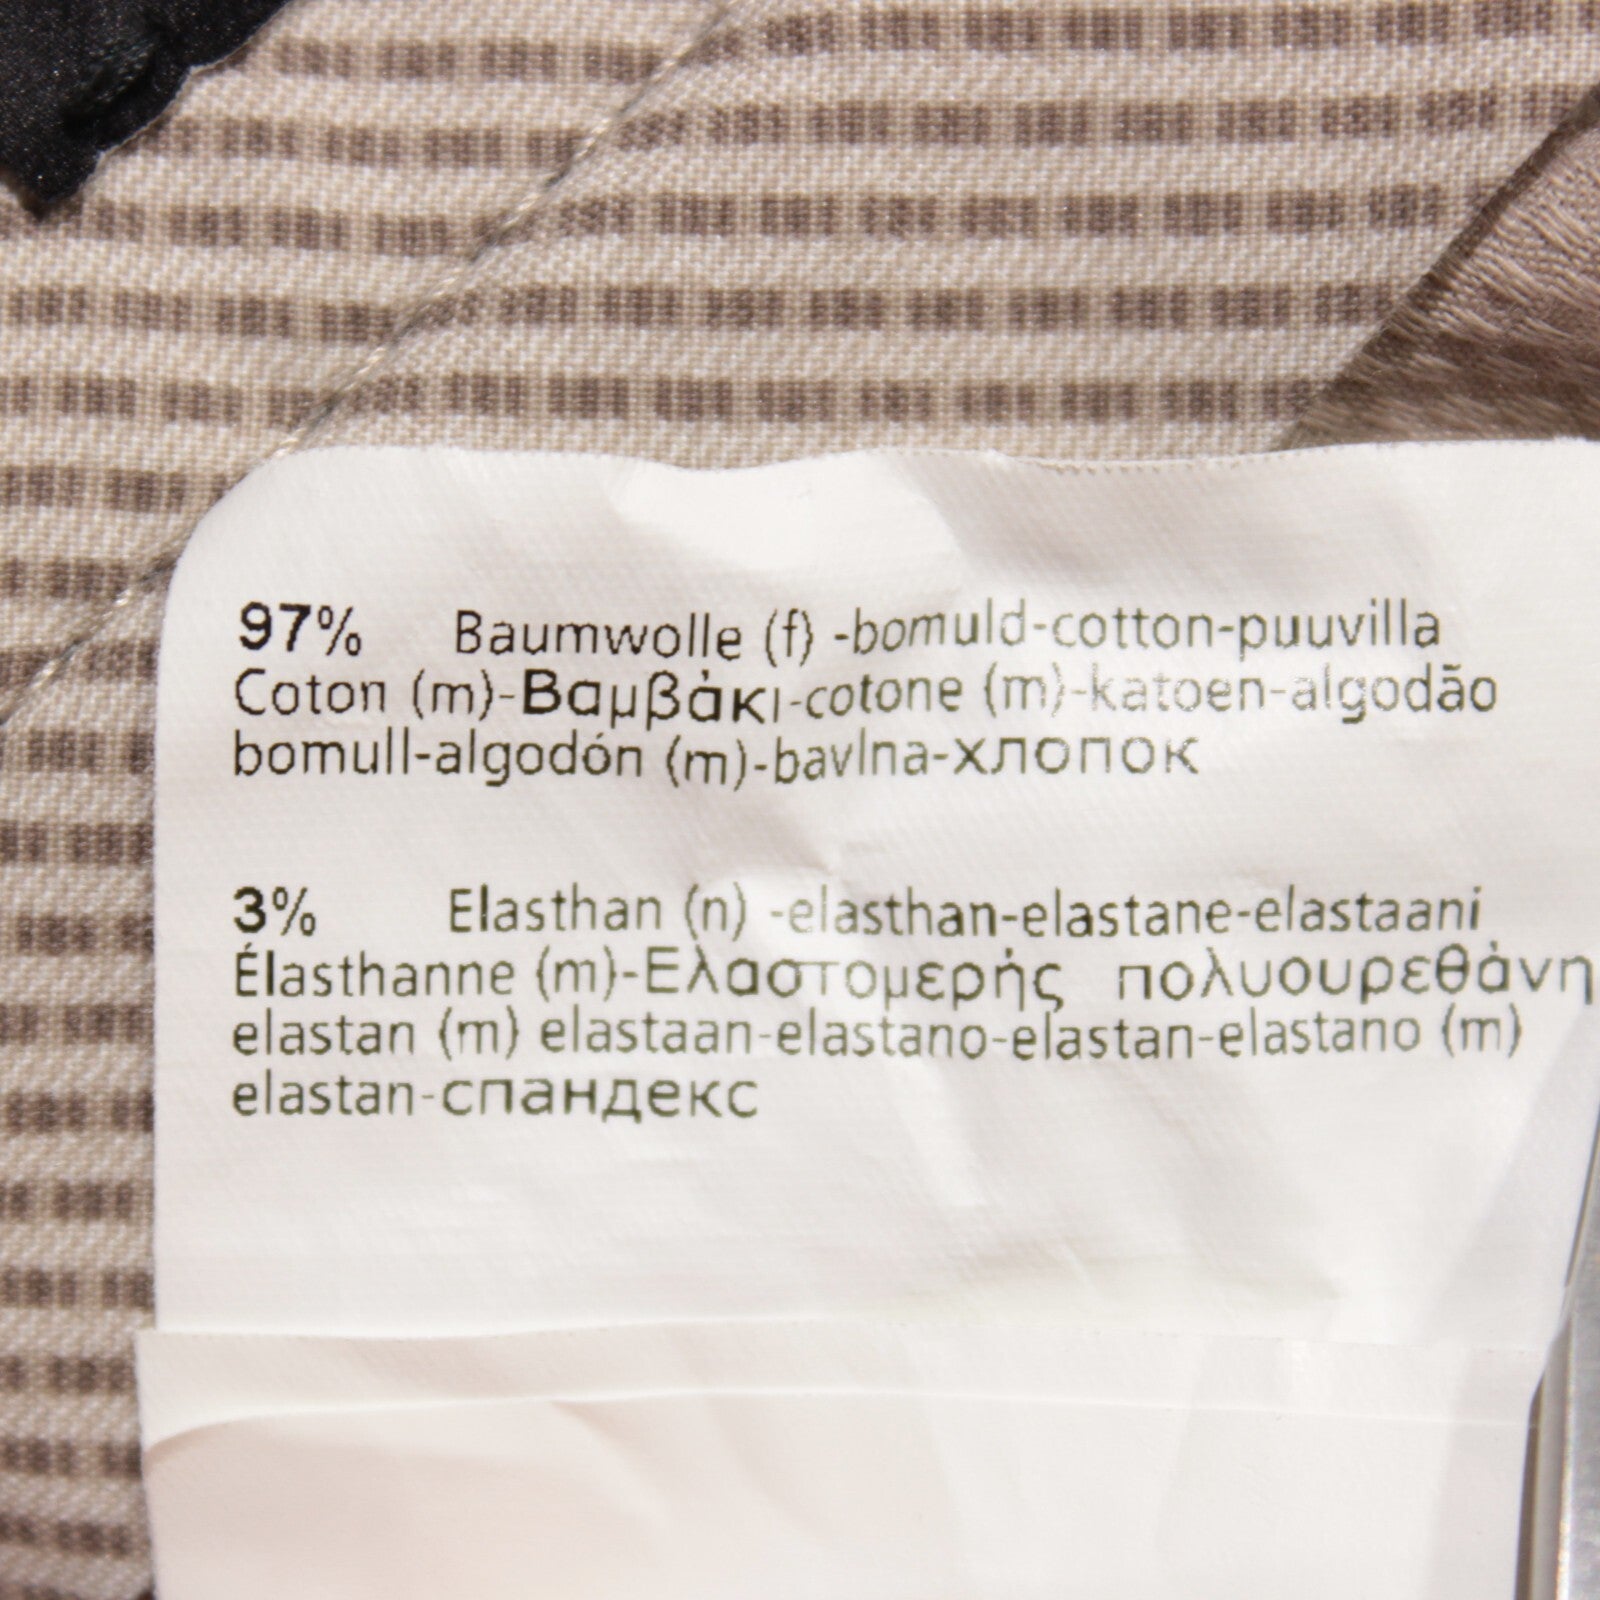 97% Baumwolle (f) -bomuld-cotton-puuvilla
Coton (m)-Βαμβάκι-cotone (m)-katoen-algodão
bomull-algodón (m)-bavlna-хлопок
3% Elasthan (n) -elasthan-elastane-elastaani
Élasthanne (m)-Ελαστομερής πολυουρεθάνη
elastan (m) elastaan-elastano-elastan-elastano (m)
elastan-спандекс